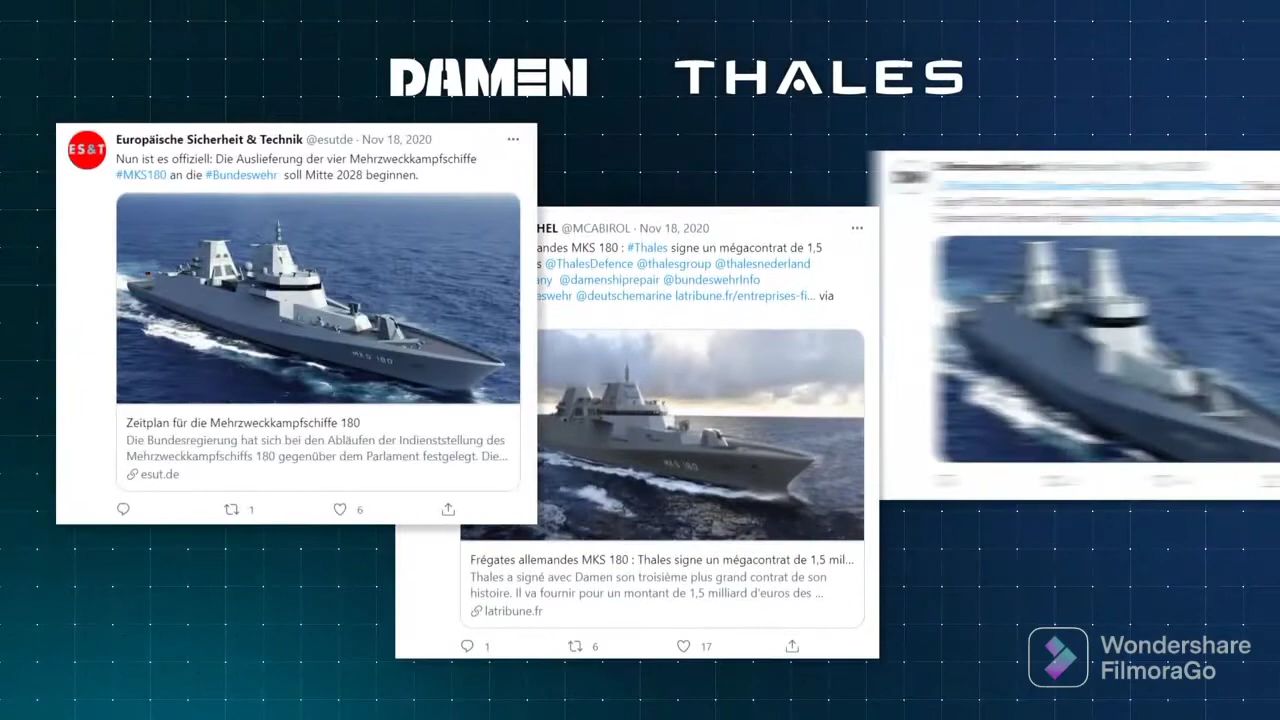 DAMEN
THALES
ES&T
Europäische Sicherheit & Technik @esutde · Nov 18, 2020
Nun ist es offiziell: Die Auslieferung der vier Mehrzweckkampfschiffe
#MKS180 an die #Bundeswehr soll Mitte 2028 beginnen.
MKS 180
Zeitplan für die Mehrzweckkampfschiffe 180
Die Bundesregierung hat sich bei den Abläufen der Indienststellung des
Mehrzweckkampfschiffs 180 gegenüber dem Parlament festgelegt. Die...
esut.de
1
6
HEL @MCABIROL · Nov 18, 2020
andes MKS 180 : #Thales signe un mégacontrat de 1,5
s @ThalesDefence @thalesgroup @thalesnederland
any @damenshiprepair @bundeswehrInfo
eswehr @deutschemarine latribune.fr/entreprises-fi... via
MKS 180
Frégates allemandes MKS 180 : Thales signe un mégacontrat de 1,5 mil...
Thales a signé avec Damen son troisième plus grand contrat de son
histoire. Il va fournir pour un montant de 1,5 milliard d'euros des ...
latribune.fr
1
6
17
Wondershare
FilmoraGo